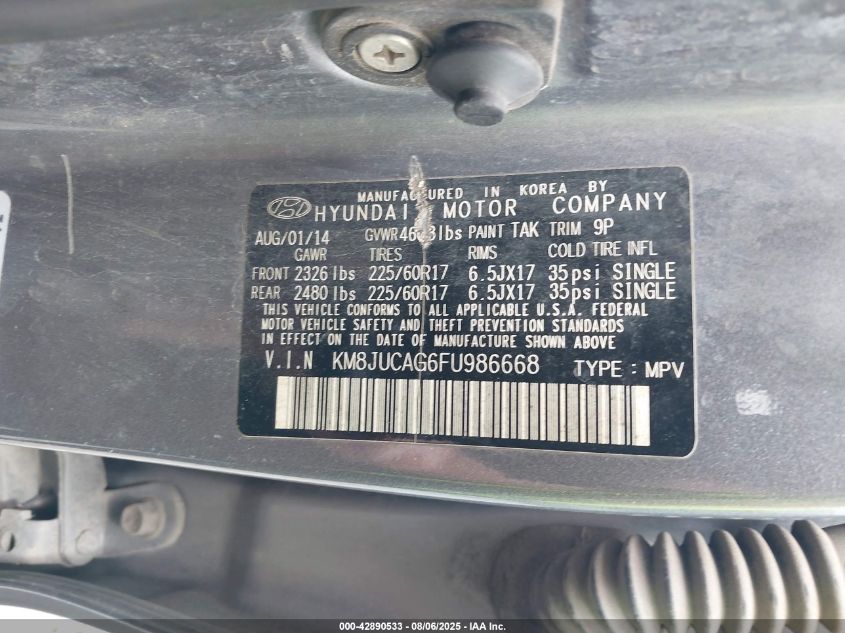 MANUFACTURED IN KOREA BY
HYUNDAI MOTOR COMPANY
AUG/01/14 PAINT TAK TRIM 9P
GAWR TIRES RIMS COLD TIRE INFL
FRONT 2326 lbs 225/60R17 6.5JX17 35psi SINGLE
REAR 2480 lbs 225/60R17 6.5JX17 35psi SINGLE
THIS VEHICLE CONFORMS TO ALL APPLICABLE U.S.A. FEDERAL
MOTOR VEHICLE SAFETY AND THEFT PREVENTION STANDARDS
IN EFFECT ON THE DATE OF MANUFACTURE SHOWN ABOVE
V.I.N KM8JUCAG6FU986668 TYPE : MPV
000-42890533 - 08/06/2025 - IAA Inc.